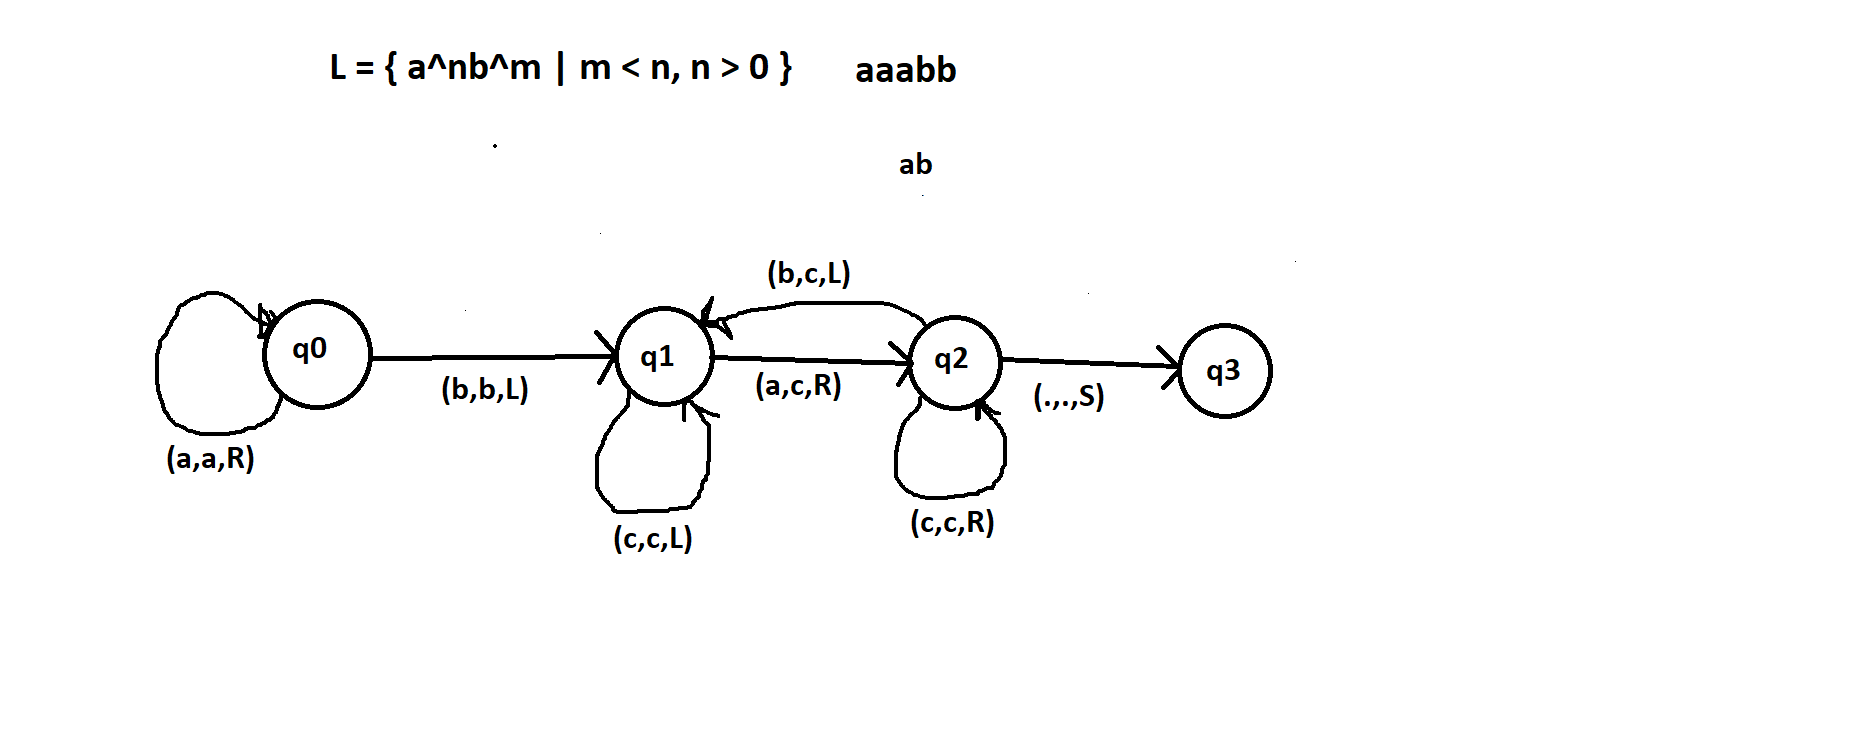 L = { a^nb^m | m < n, n > 0 } aaabb
ab
(b,c,L)
q0
q1
q2
q3
(b,b,L)
(a,c,R)
(.,.,S)
(a,a,R)
(c,c,L)
(c,c,R)